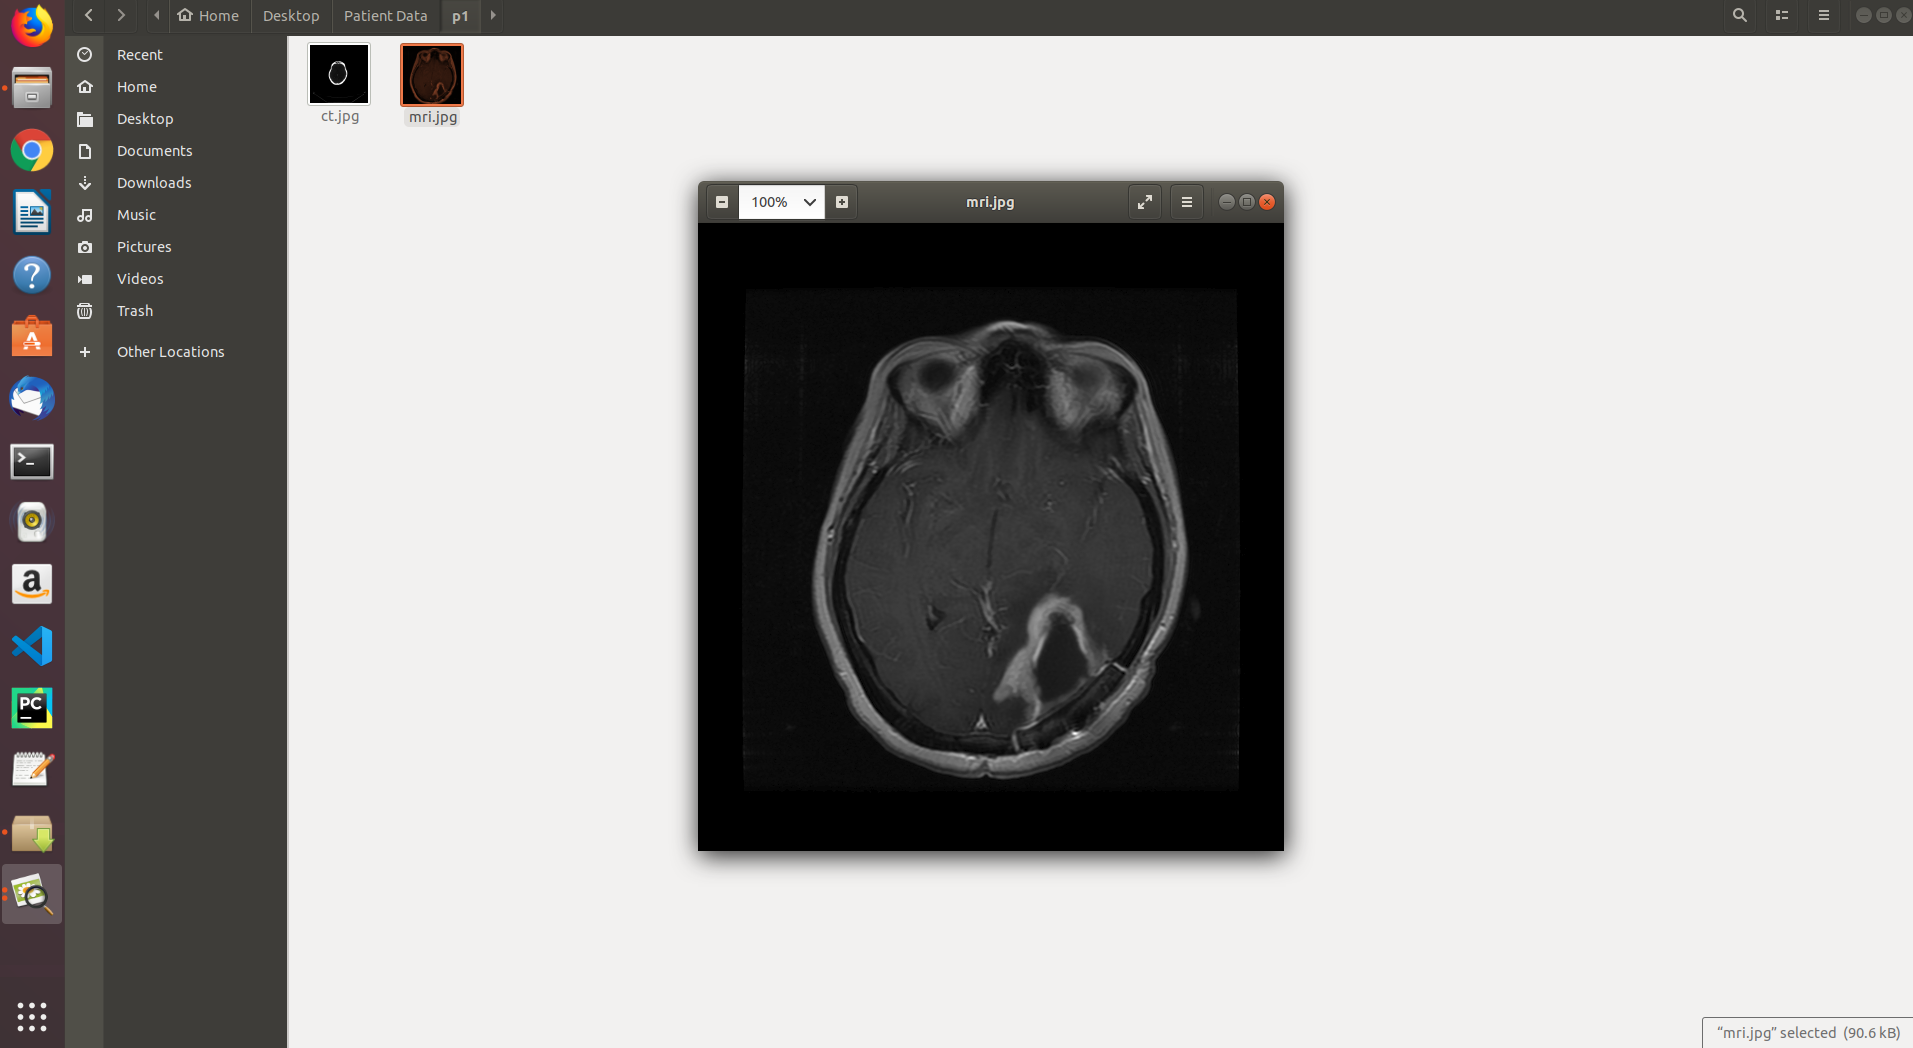 Home
Desktop
Patient Data
p1
Recent
Home
Desktop
Documents
Downloads
Music
Pictures
Videos
Trash
Other Locations
ct.jpg
mri.jpg
100%
mri.jpg
PC
“mri.jpg” selected (90.6 kB)